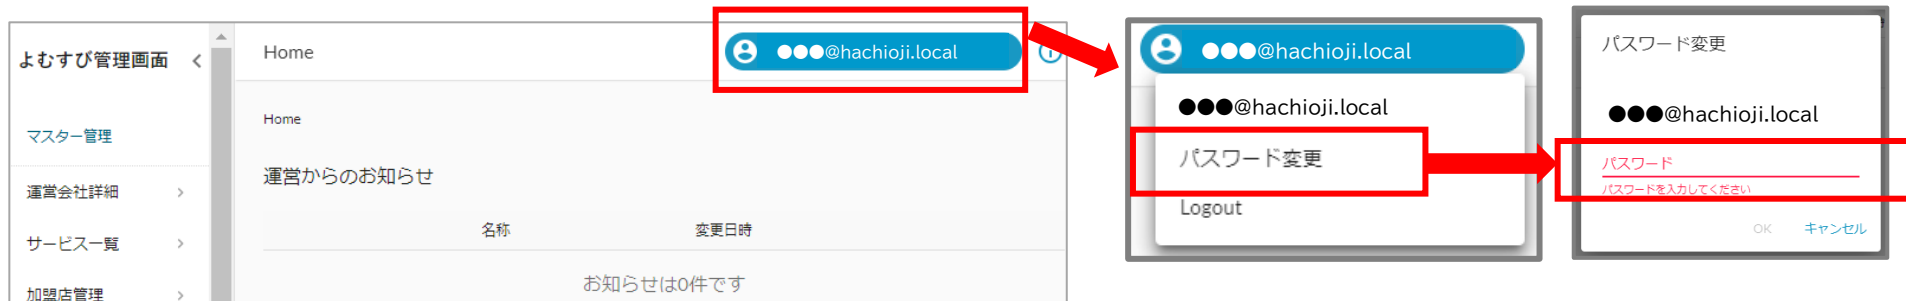 よむすび管理画面
マスター管理
運営会社詳細
サービス一覧
加盟店管理
Home
●●●@hachioji.local
Home
運営からのお知らせ
名称 変更日時
お知らせは0件です
●●●@hachioji.local
●●●@hachioji.local
パスワード変更
Logout
パスワード変更
●●●@hachioji.local
パスワード
パスワードを入力してください
OK キャンセル